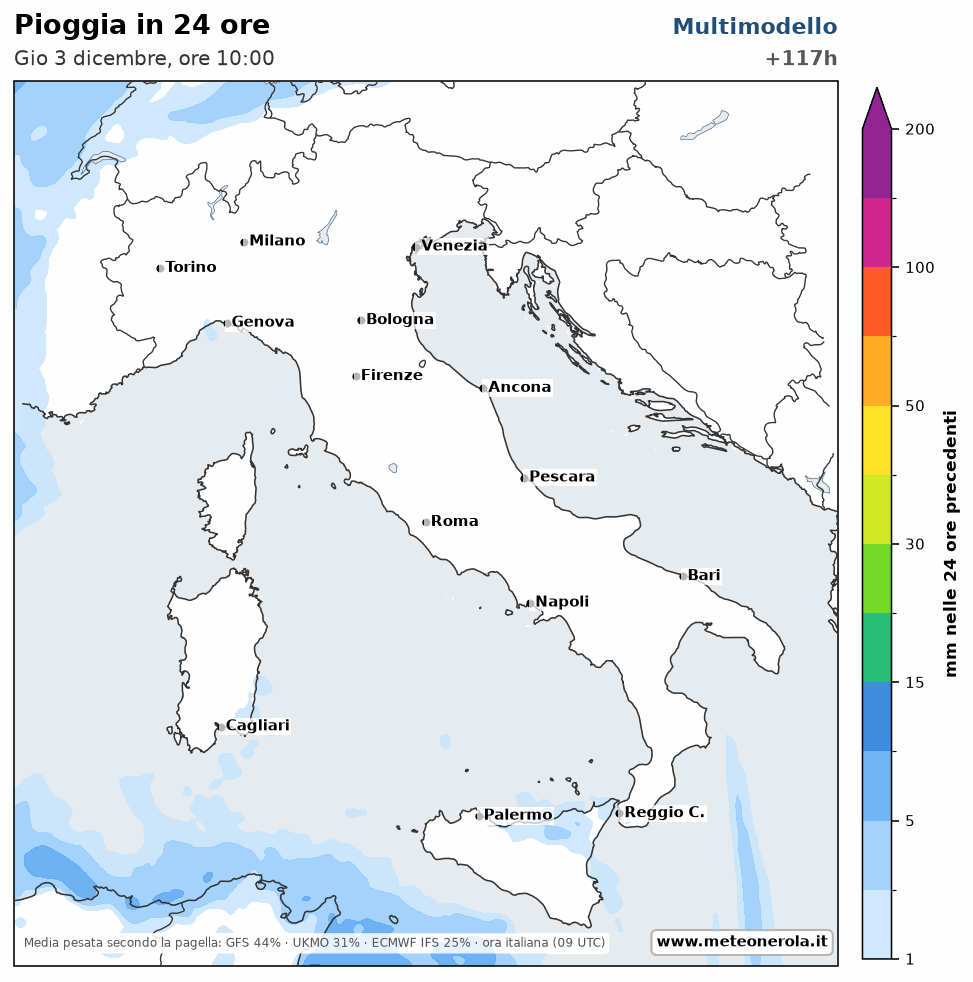 Pioggia in 24 ore
Multimodello
Gio 3 dicembre, ore 10:00
+117h
200
Milano
Venezia
Torino
100
Genova
Bologna
Firenze
Ancona
50
Pescara
Roma
30
Bari
Napoli
mm nelle 24 ore precedenti
15
Cagliari
Palermo
Reggio C.
5
Media pesata secondo la pagella: GFS 44% · UKMO 31% · ECMWF IFS 25% · ora italiana (09 UTC)
www.meteonerola.it
1